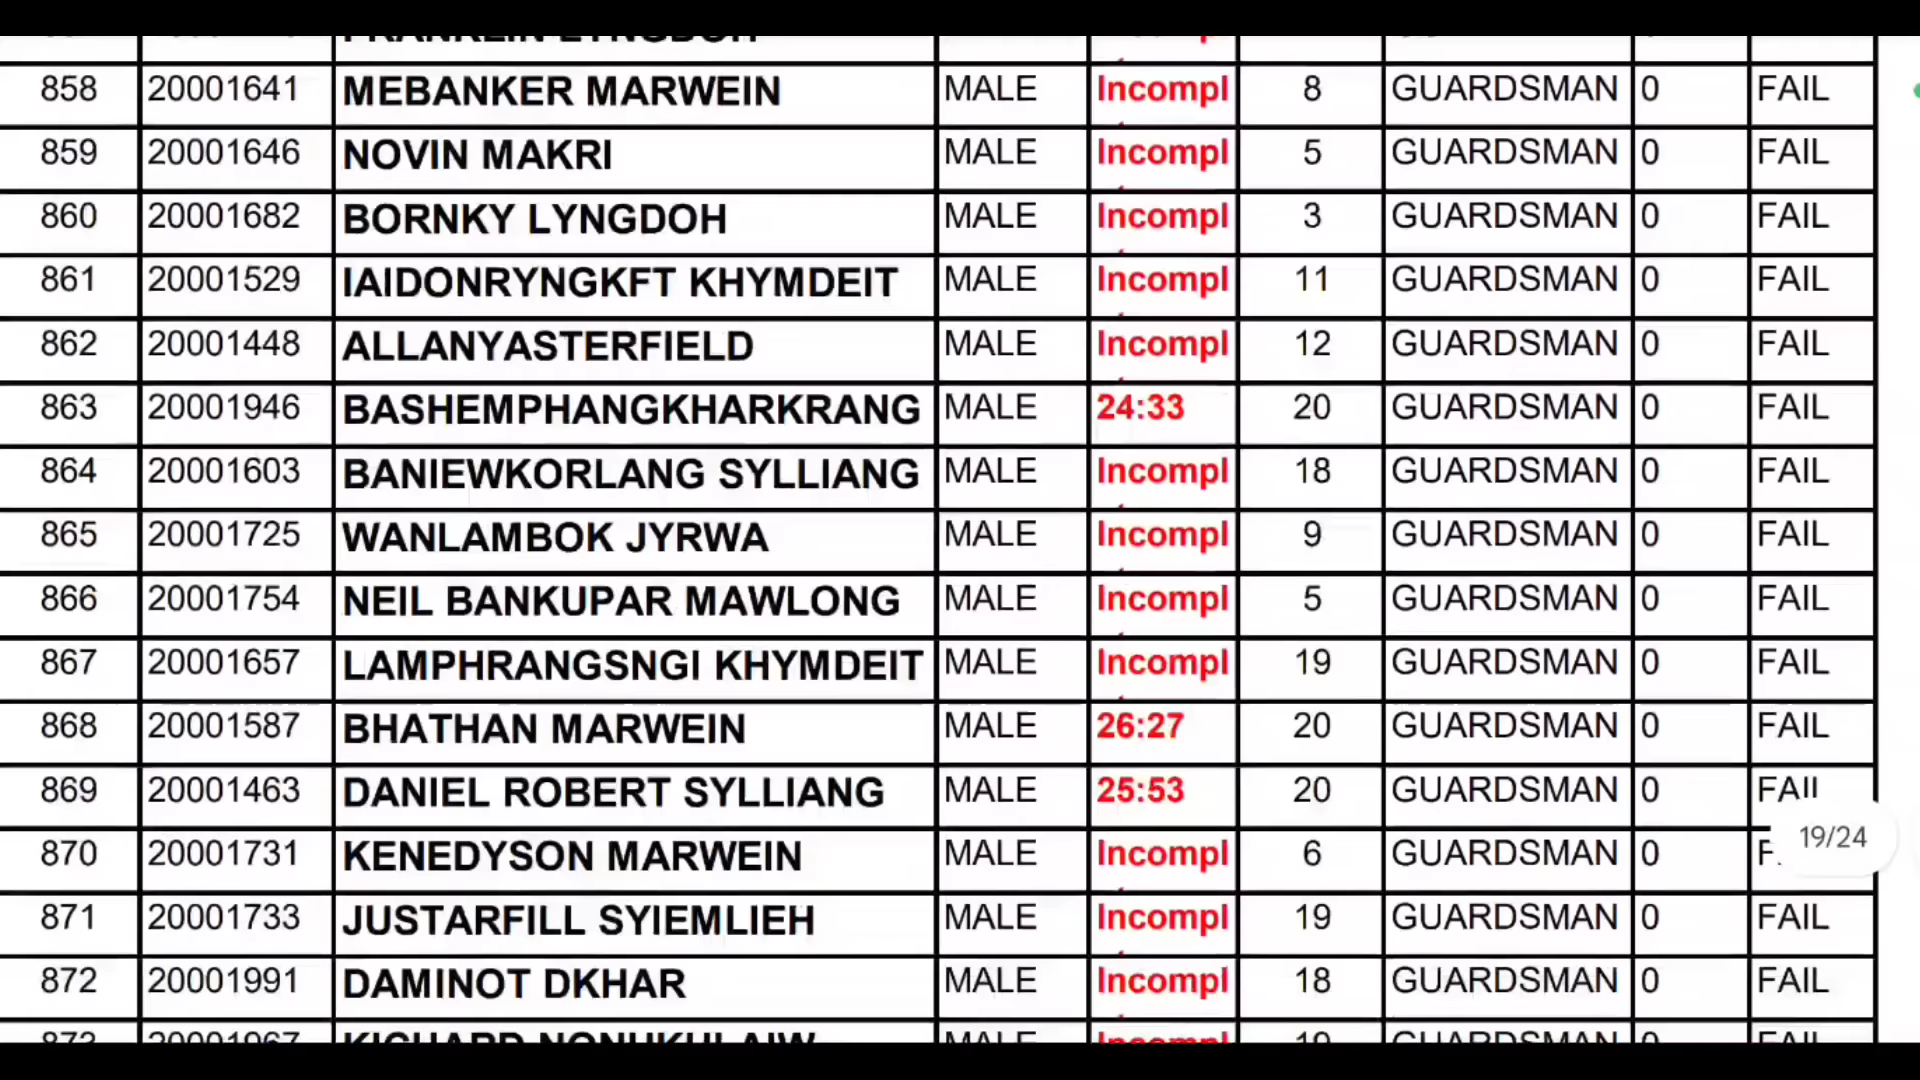 858 20001641 MEBANKER MARWEIN MALE Incompl 8 GUARDSMAN 0 FAIL
859 20001646 NOVIN MAKRI MALE Incompl 5 GUARDSMAN 0 FAIL
860 20001682 BORNKY LYNGDOH MALE Incompl 3 GUARDSMAN 0 FAIL
861 20001529 IAIDONRYNGKFT KHYMDEIT MALE Incompl 11 GUARDSMAN 0 FAIL
862 20001448 ALLANYASTERFIELD MALE Incompl 12 GUARDSMAN 0 FAIL
863 20001946 BASHEMPHANGKHARKRANG MALE 24:33 20 GUARDSMAN 0 FAIL
864 20001603 BANIEWKORLANG SYLLIANG MALE Incompl 18 GUARDSMAN 0 FAIL
865 20001725 WANLAMBOK JYRWA MALE Incompl 9 GUARDSMAN 0 FAIL
866 20001754 NEIL BANKUPAR MAWLONG MALE Incompl 5 GUARDSMAN 0 FAIL
867 20001657 LAMPHRANGSNGI KHYMDEIT MALE Incompl 19 GUARDSMAN 0 FAIL
868 20001587 BHATHAN MARWEIN MALE 26:27 20 GUARDSMAN 0 FAIL
869 20001463 DANIEL ROBERT SYLLIANG MALE 25:53 20 GUARDSMAN 0 FAIL
870 20001731 KENEDYSON MARWEIN MALE Incompl 6 GUARDSMAN 0
19/24
871 20001733 JUSTARFILL SYIEMLIEH MALE Incompl 19 GUARDSMAN 0 FAIL
872 20001991 DAMINOT DKHAR MALE Incompl 18 GUARDSMAN 0 FAIL